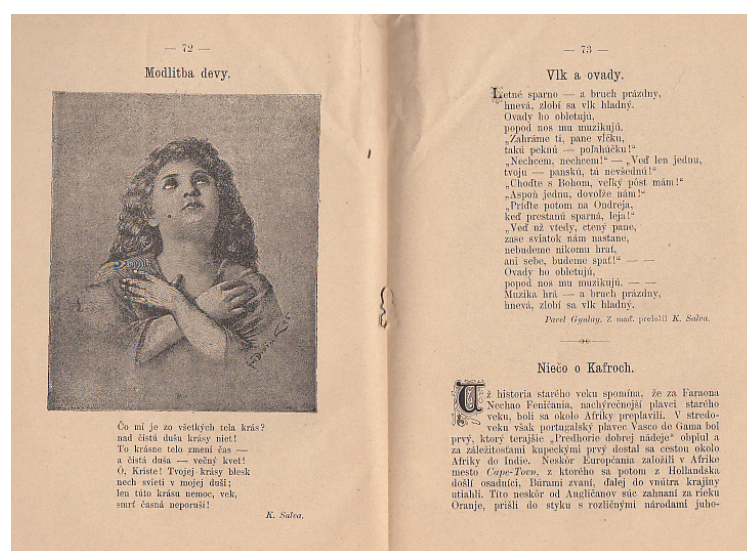 — 72 —
Modlitba devy.
Čo mi je zo všetkých tela krás?
nad čistú dušu krásy niet!
To krásne telo zmení čas —
a čistá duša — večný kvet!
Ó, Kriste! Tvojej krásy blesk
nech svieti v mojej duši;
len túto krásu nemoc, vek,
smrť časná neporuší!
K. Salva.
— 73 —
Vlk a ovady.
Letné sparno — a bruch prázdny,
hnevá, zlobí sa vlk hladný.
Ovady ho obletujú,
popod nos mu muzikujú.
„Zahráme ti, pane vĺčku,
takú peknú — poľahúčku!“
„Nechcem, nechcem!“ — „Veď len jednu,
tvoju — panskú, tú nevšednú!“
„Choďte s Bohom, veľký pôst mám!“
„Aspoň jednu, dovoľže nám!“
„Príďte potom na Ondreja,
keď prestanú sparná, leja!“
„Veď už vtedy, ctený pane,
zase sviatok nám nastane,
nebudeme nikomu hrať,
ani sebe, budeme spať!“ — —
Ovady ho obletujú,
popod nos mu muzikujú. — —
Muzika hrá — a bruch prázdny,
hnevá, zlobí sa vlk hladný.
Pavel Gyulay. Z maď. preložil K. Salva.
Niečo o Kafroch.
Už historia starého veku spomína, že za Faraona
Nechao Feničania, nachýrečnejší plavci starého
veku, boli sa okolo Afriky preplavili. V stredo-
veku však portugalský plavec Vasco de Gama bol
prvý, ktorý terajšie „Predhorie dobrej nádeje“ obplul a
za záležitosťami kupeckými prvý dostal sa cestou okolo
Afriky do Indie. Neskôr Europčania založili v Afrike
mesto Cape-Town, z ktorého sa potom z Hollandska
došlí osadníci, Búrami zvaní, ďalej do vnútra krajiny
utiahli. Títo neskôr od Angličanov súc zahnaní za rieku
Oranje, prišli do styku s rozličnými národami juho-